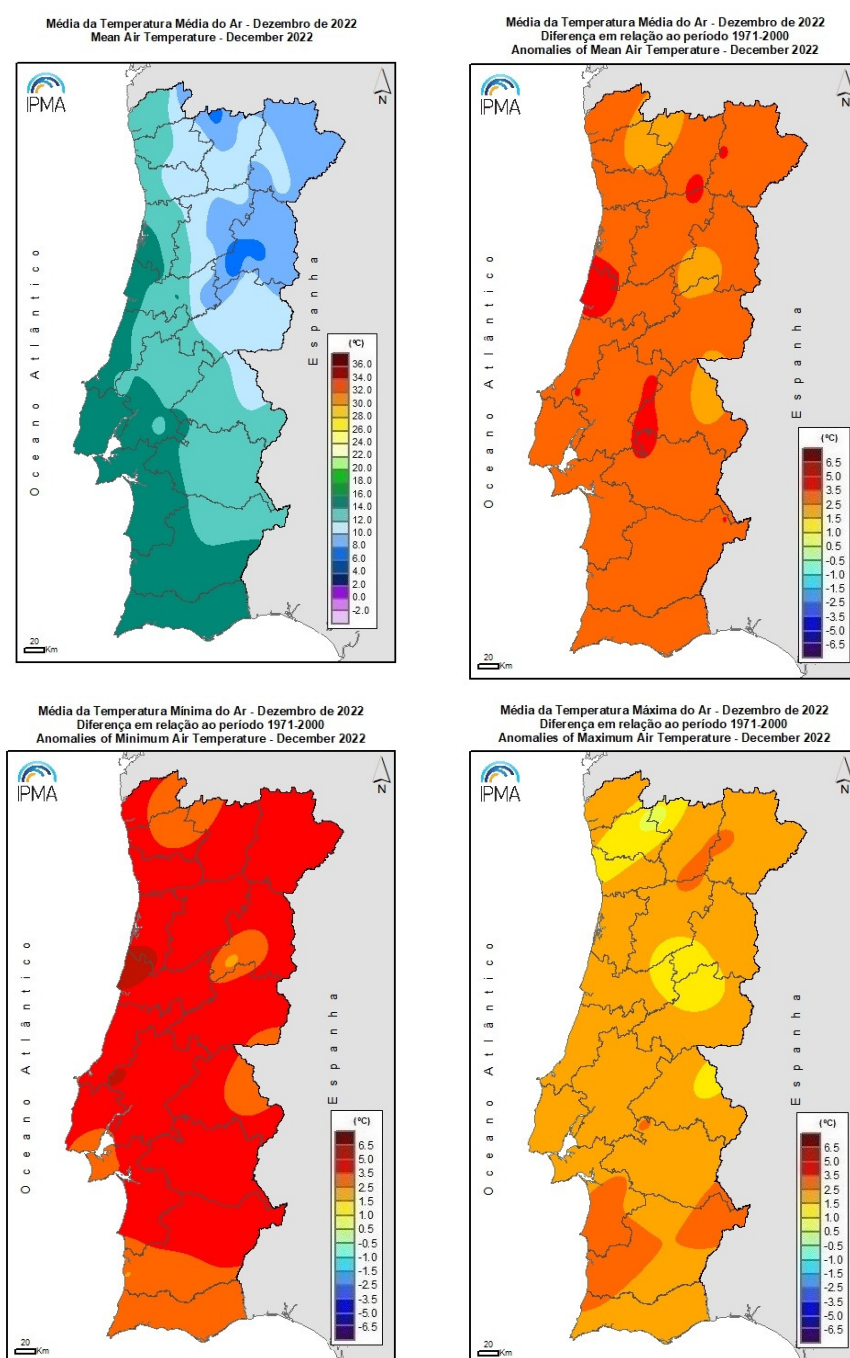 Média da Temperatura Média do Ar - Dezembro de 2022
Mean Air Temperature - December 2022
IPMA
N
Oceano Atlântico
Espanha
(ºC)
36.0
34.0
32.0
30.0
28.0
26.0
24.0
22.0
20.0
18.0
16.0
14.0
12.0
10.0
8.0
6.0
4.0
2.0
0.0
-2.0
20
Km
Média da Temperatura Média do Ar - Dezembro de 2022
Diferença em relação ao período 1971-2000
Anomalies of Mean Air Temperature - December 2022
IPMA
N
Oceano Atlântico
Espanha
(ºC)
6.5
5.0
3.5
2.5
1.5
1.0
0.5
-0.5
-1.0
-1.5
-2.5
-3.5
-5.0
-6.5
20
Km
Média da Temperatura Mínima do Ar - Dezembro de 2022
Diferença em relação ao período 1971-2000
Anomalies of Minimum Air Temperature - December 2022
IPMA
N
Oceano Atlântico
Espanha
(ºC)
6.5
5.0
3.5
2.5
1.5
1.0
0.5
-0.5
-1.0
-1.5
-2.5
-3.5
-5.0
-6.5
20
Km
Média da Temperatura Máxima do Ar - Dezembro de 2022
Diferença em relação ao período 1971-2000
Anomalies of Maximum Air Temperature - December 2022
IPMA
N
Oceano Atlântico
Espanha
(ºC)
6.5
5.0
3.5
2.5
1.5
1.0
0.5
-0.5
-1.0
-1.5
-2.5
-3.5
-5.0
-6.5
20
Km